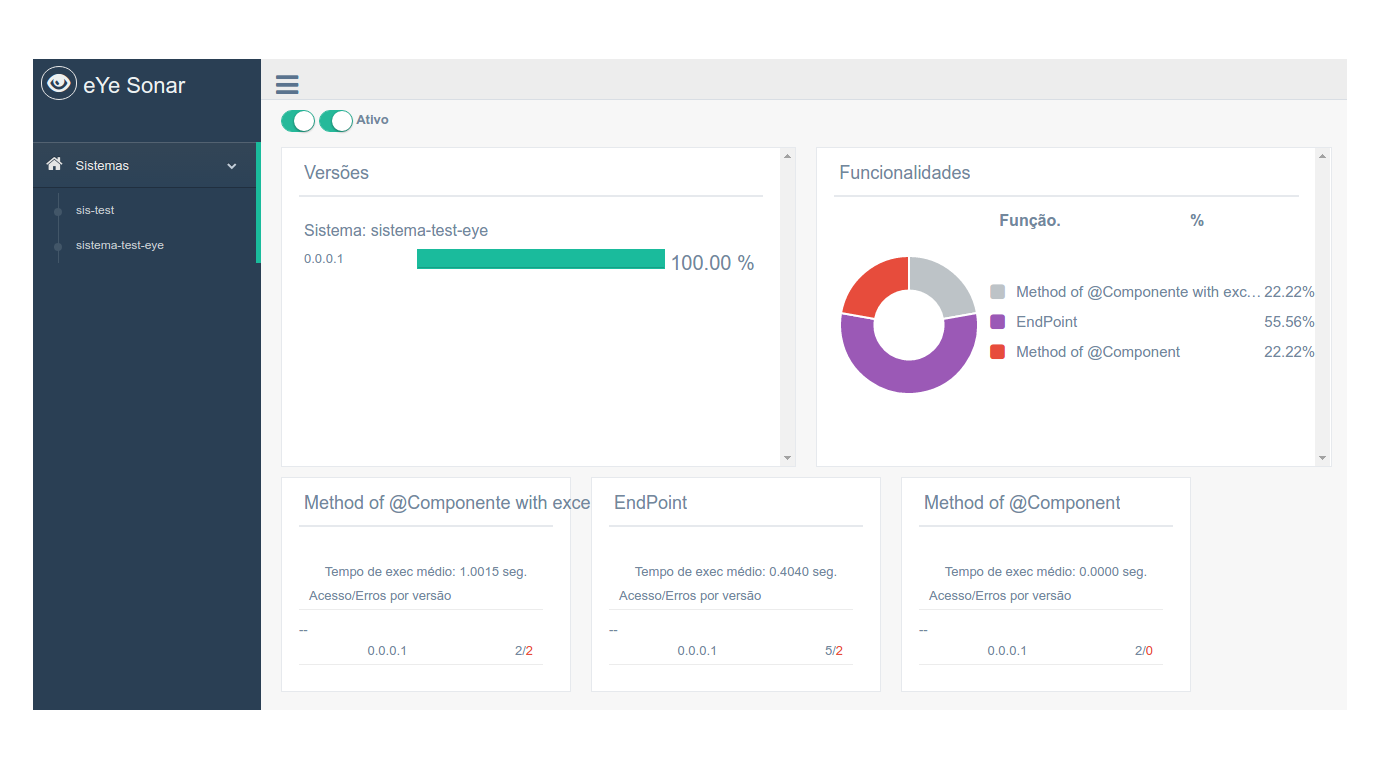 eYe Sonar
Sistemas
sis-test
sistema-test-eye
Ativo
Versões
Sistema: sistema-test-eye
0.0.0.1 100.00 %
Funcionalidades
Função. %
Method of @Componente with exc... 22.22%
EndPoint 55.56%
Method of @Component 22.22%
Method of @Componente with exce
Tempo de exec médio: 1.0015 seg.
Acesso/Erros por versão
--
0.0.0.1 2/2
EndPoint
Tempo de exec médio: 0.4040 seg.
Acesso/Erros por versão
--
0.0.0.1 5/2
Method of @Component
Tempo de exec médio: 0.0000 seg.
Acesso/Erros por versão
--
0.0.0.1 2/0